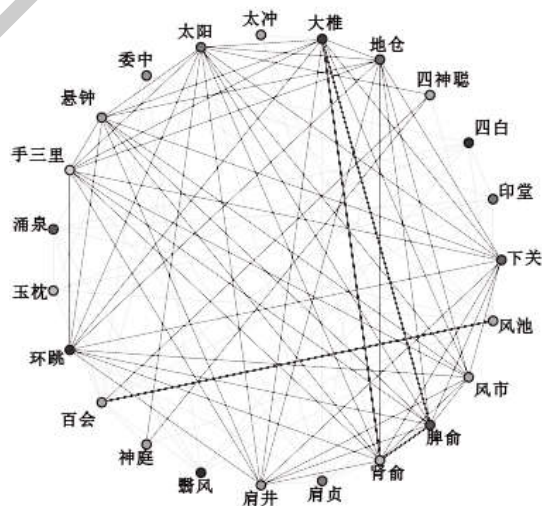 太冲
大椎
太阳
地仓
委中
四神聪
悬钟
四白
手三里
印堂
涌泉
下关
玉枕
风池
环跳
风市
百会
脾俞
神庭
肾俞
翳风
肩井
肩贞